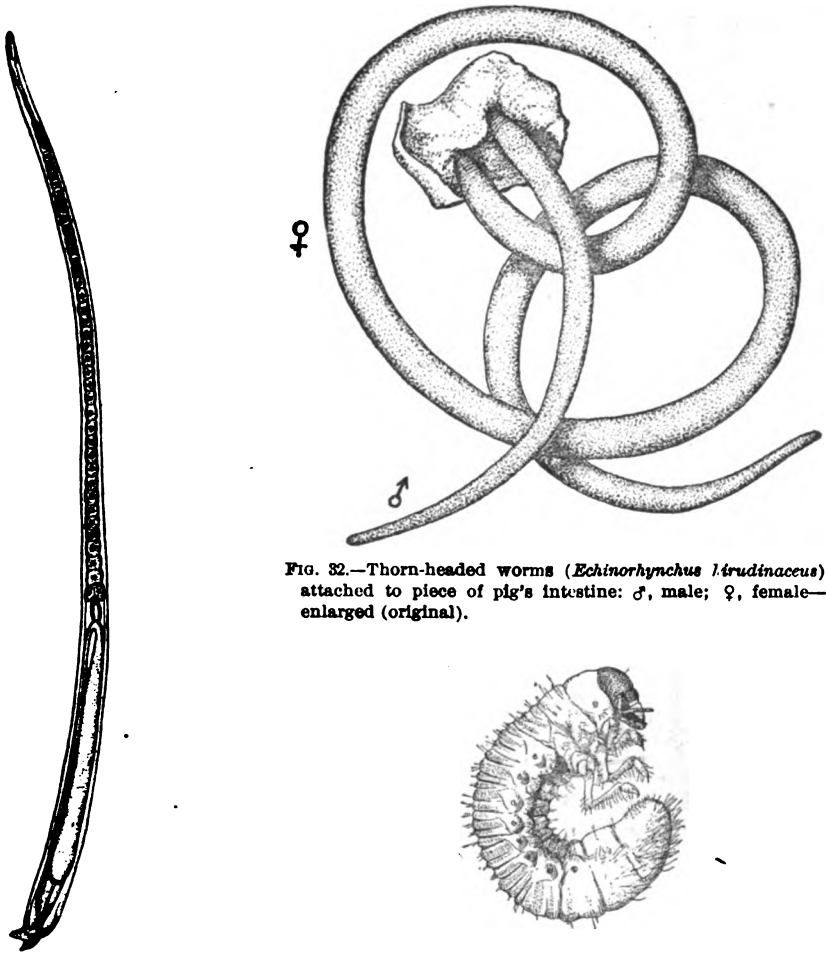 ♀
♂
FIG. 32.—Thorn-headed worms (Echinorhynchus hirudinaceus)
attached to piece of pig's intestine: ♂, male; ♀, female—
enlarged (original).